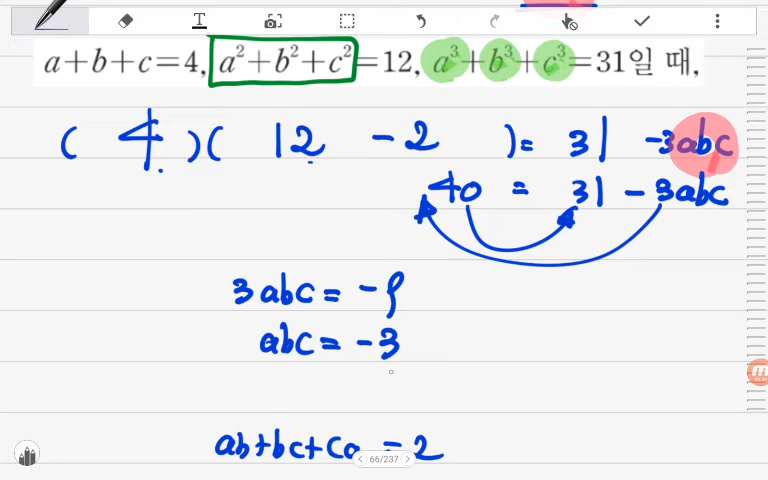 a+b+c=4, a²+b²+c²=12, a³+b³+c³=31일 때,
( 4 )( 12 -2 )= 31 -3abc
40 = 31 - 3abc
3abc = -9
abc = -3
ab+bc+ca = 2
66/237